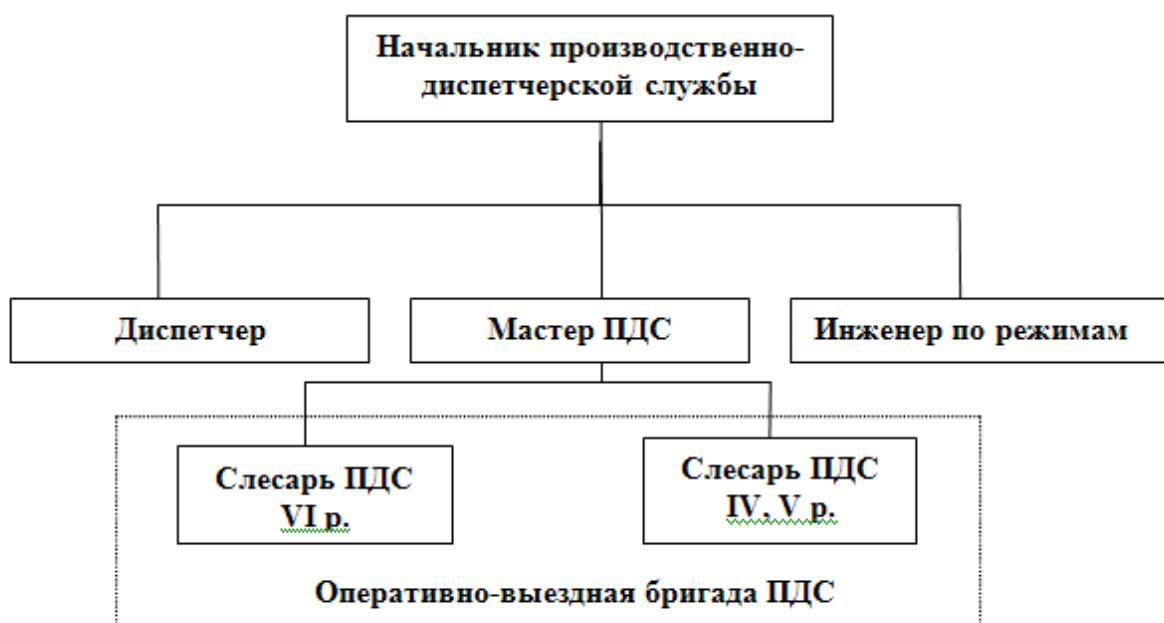 Начальник производственно-
диспетчерской службы
Диспетчер
Мастер ПДС
Инженер по режимам
Слесарь ПДС
VI р.
Слесарь ПДС
IV, V р.
Оперативно-выездная бригада ПДС